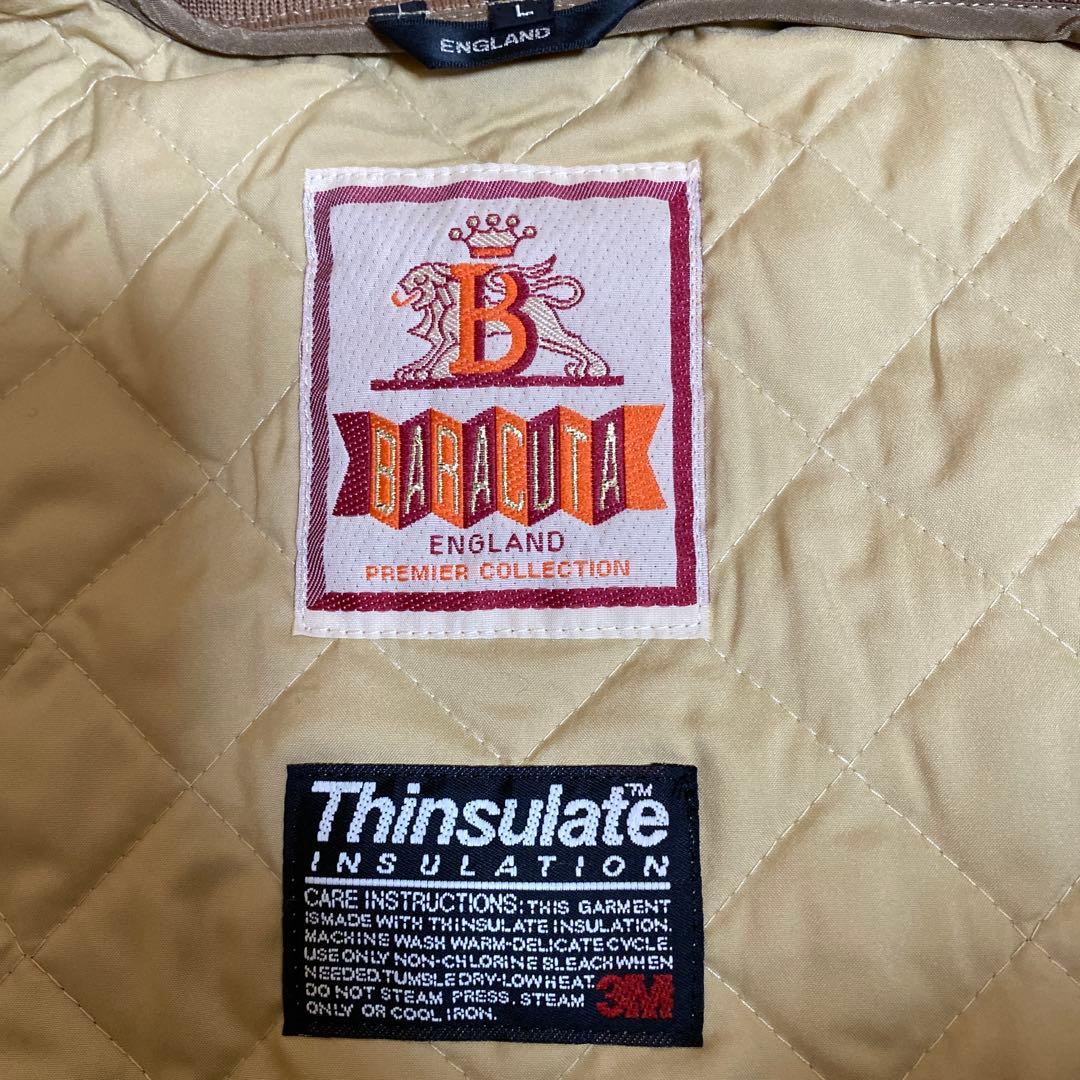 L
ENGLAND
B
BARACUTA
ENGLAND
PREMIER COLLECTION
Thinsulate™
INSULATION
CARE INSTRUCTIONS: THIS GARMENT
IS MADE WITH THINSULATE INSULATION.
MACHINE WASH WARM-DELICATE CYCLE.
USE ONLY NON-CHLORINE BLEACH WHEN
NEEDED. TUMBLE DRY-LOW HEAT.
DO NOT STEAM PRESS. STEAM
ONLY OR COOL IRON.
3M